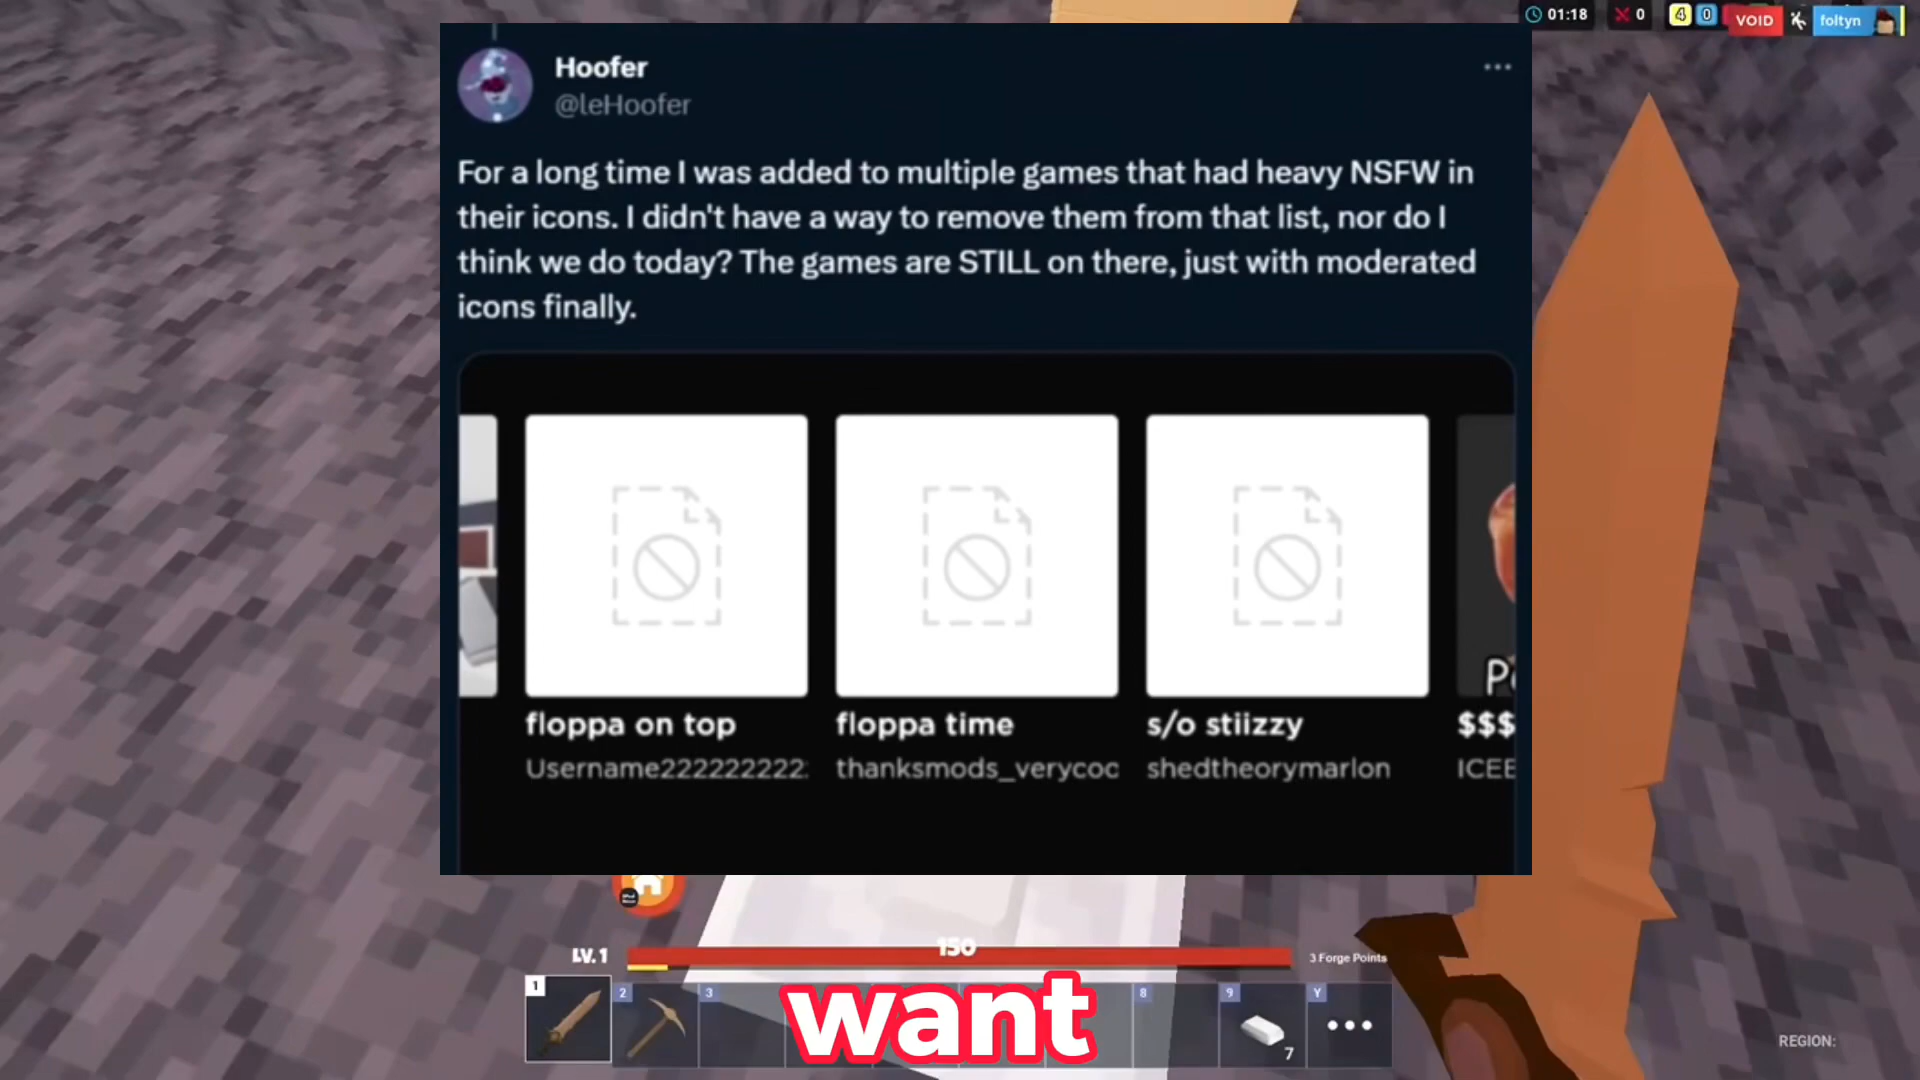 01:18
0
4
0
VOID
foltyn
Hoofer
@leHoofer
For a long time I was added to multiple games that had heavy NSFW in
their icons. I didn't have a way to remove them from that list, nor do I
think we do today? The games are STILL on there, just with moderated
icons finally.
floppa on top
floppa time
s/o stiizzy
$$$
Username222222222
thanksmods_verycoc
shedtheorymarlon
LV.1
150
3 Forge Points
1
2
3
8
9
Y
7
want
REGION: